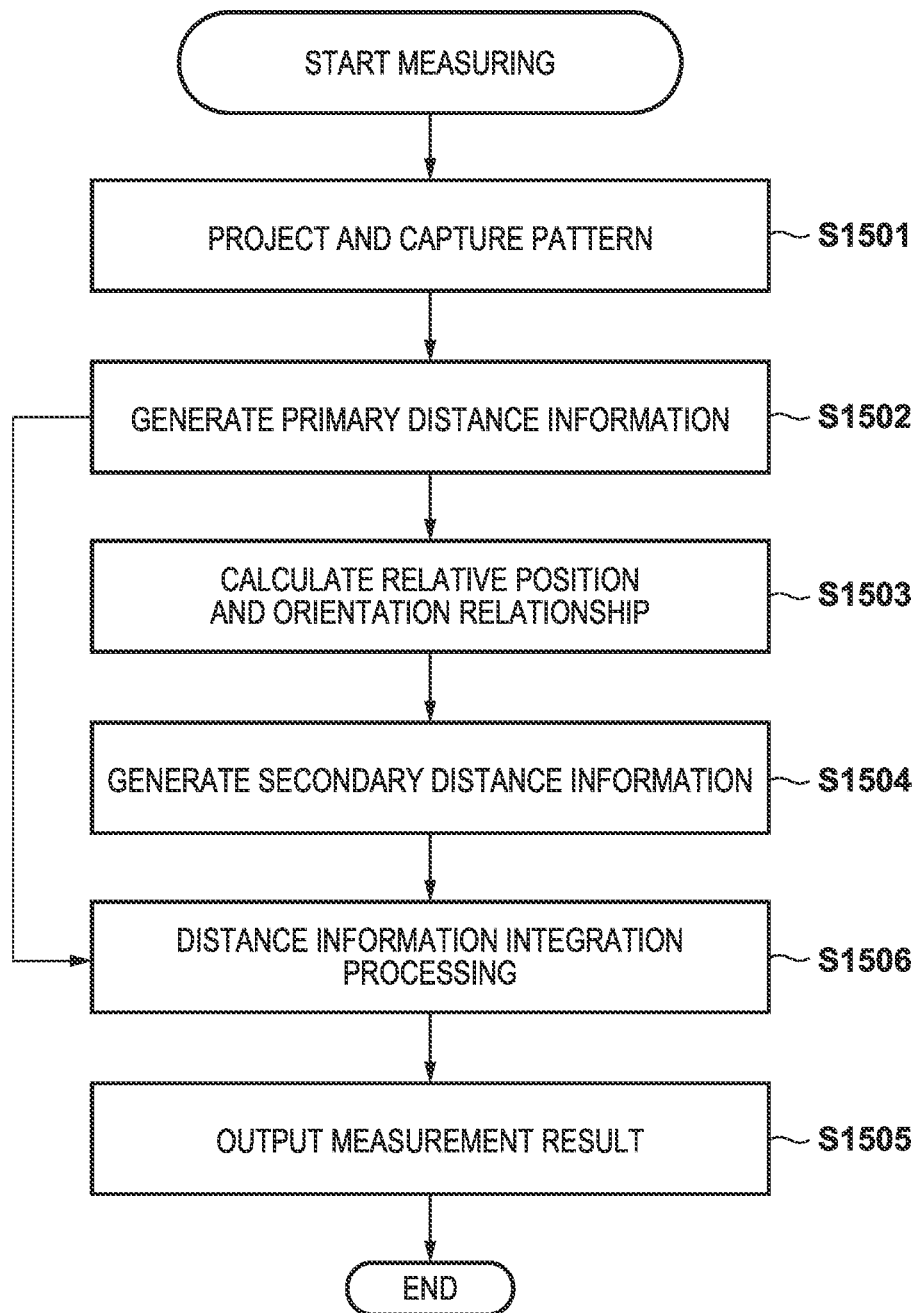 START MEASURING
PROJECT AND CAPTURE PATTERN
S1501
GENERATE PRIMARY DISTANCE INFORMATION
S1502
CALCULATE RELATIVE POSITION
AND ORIENTATION RELATIONSHIP
S1503
GENERATE SECONDARY DISTANCE INFORMATION
S1504
DISTANCE INFORMATION INTEGRATION
PROCESSING
S1506
OUTPUT MEASUREMENT RESULT
S1505
END